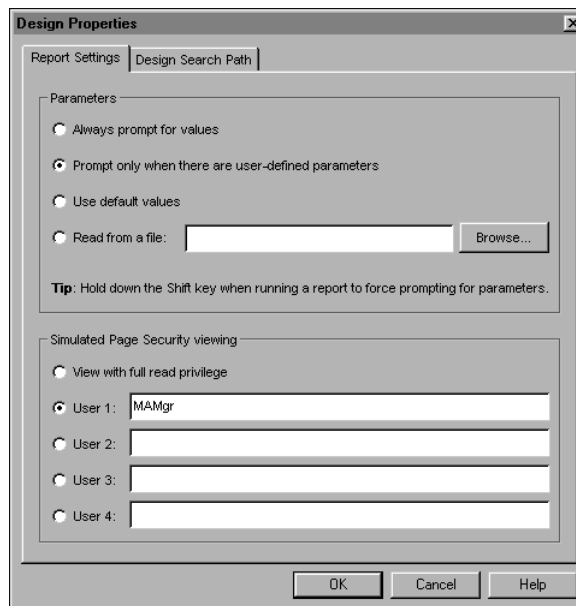 Design Properties
Report Settings
Design Search Path
Parameters
Always prompt for values
Prompt only when there are user-defined parameters
Use default values
Read from a file:
Browse...
Tip: Hold down the Shift key when running a report to force prompting for parameters.
Simulated Page Security viewing
View with full read privilege
User 1: MAMgr
User 2:
User 3:
User 4:
OK Cancel Help